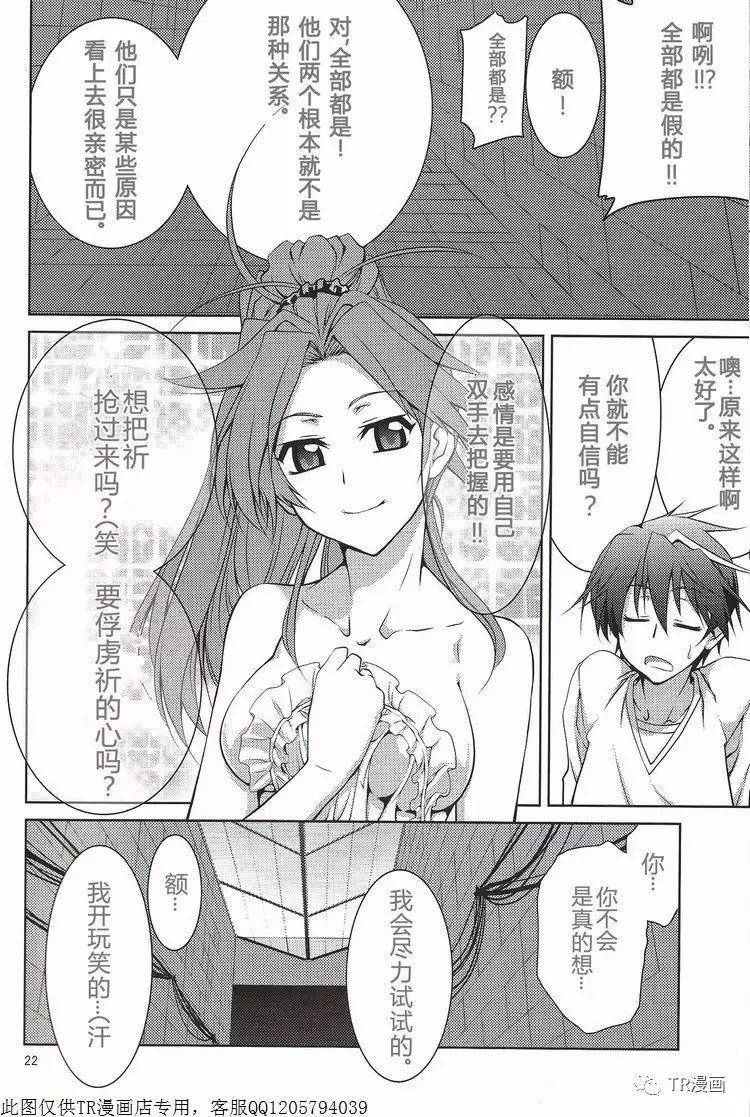 啊咧!!?
全部都是假的!!
额!
全部都是??
对,全部都是!
他们两个根本就不是
那种关系。
他们只是某些原因
看上去很亲密而已。
噢…原来这样啊
太好了。
你就不能
有点自信吗?
感情是要用自己
双手去把握的!!
想把祈
抢过来吗?(笑
要俘虏祈的心吗?
你…
你不会
是真的想…
我会尽力试试的。
额…
我开玩笑的…(汗
22
TR漫画
此图仅供TR漫画店专用，客服QQ1205794039